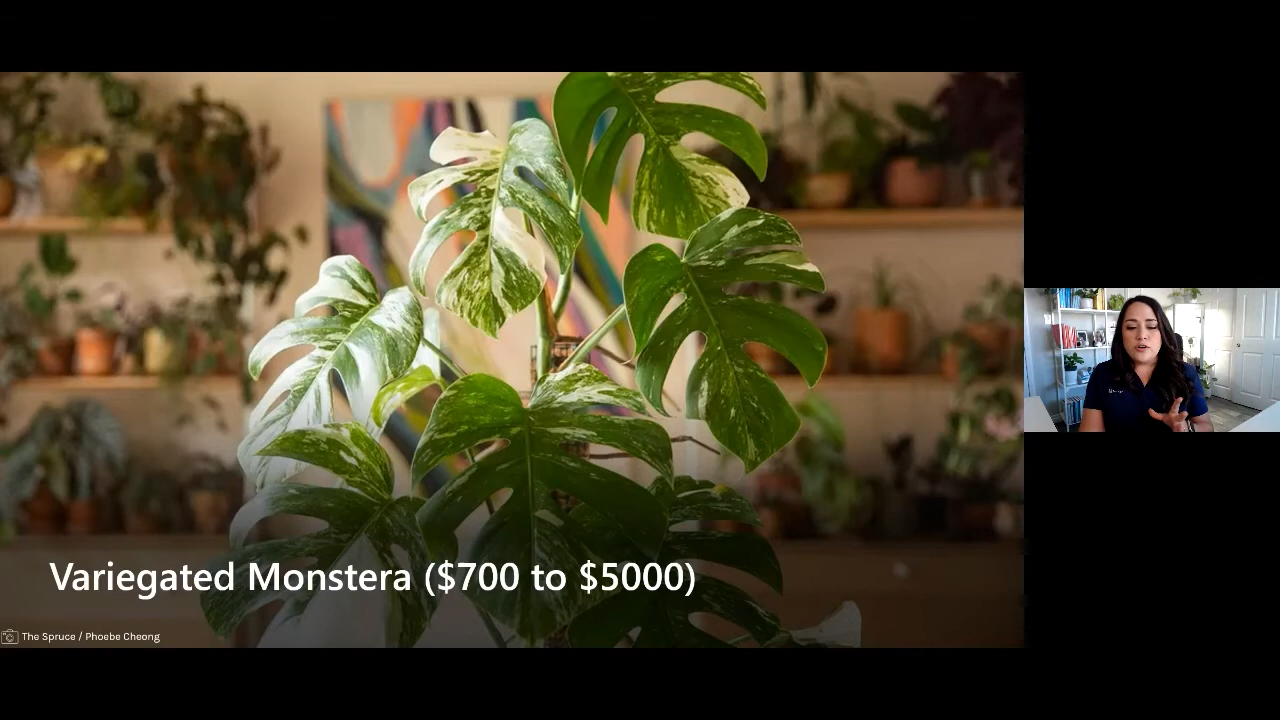 Variegated Monstera ($700 to $5000)
The Spruce / Phoebe Cheong